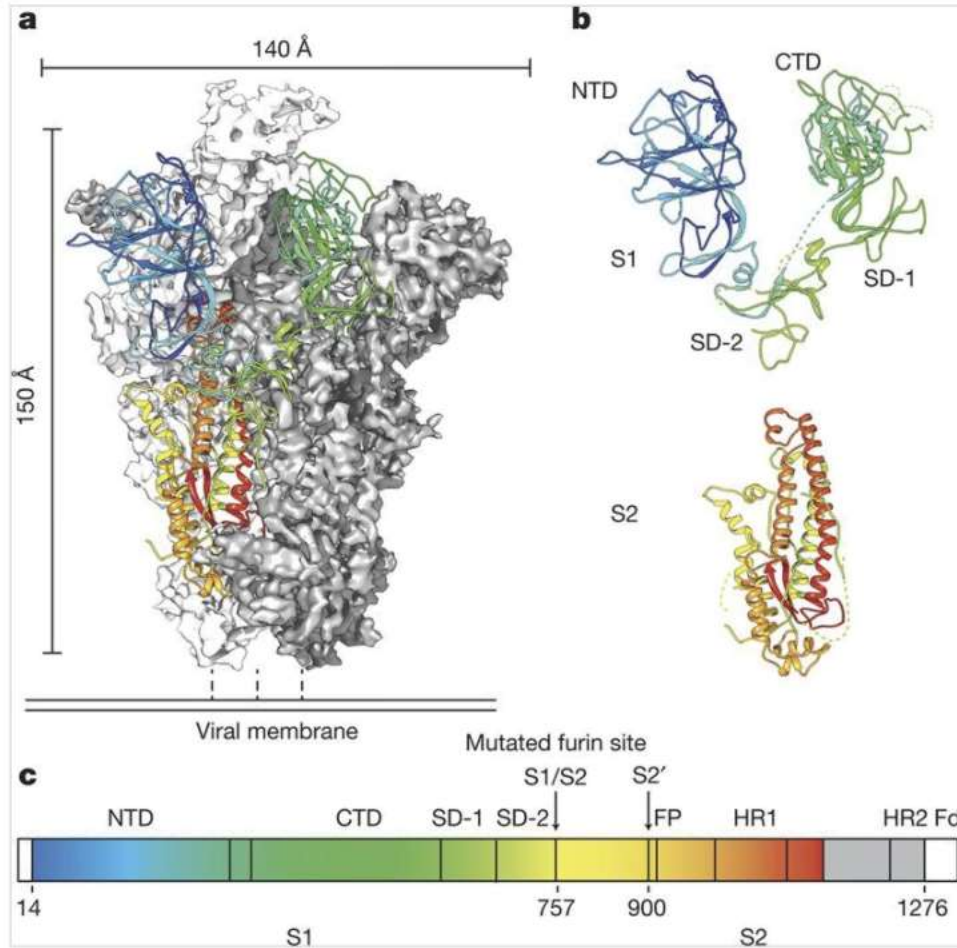 a
140 Å
150 Å
Viral membrane
b
NTD
CTD
S1
SD-1
SD-2
S2
c
Mutated furin site
S1/S2
S2′
NTD
CTD
SD-1
SD-2
FP
HR1
HR2
Fd
14
757
900
1276
S1
S2